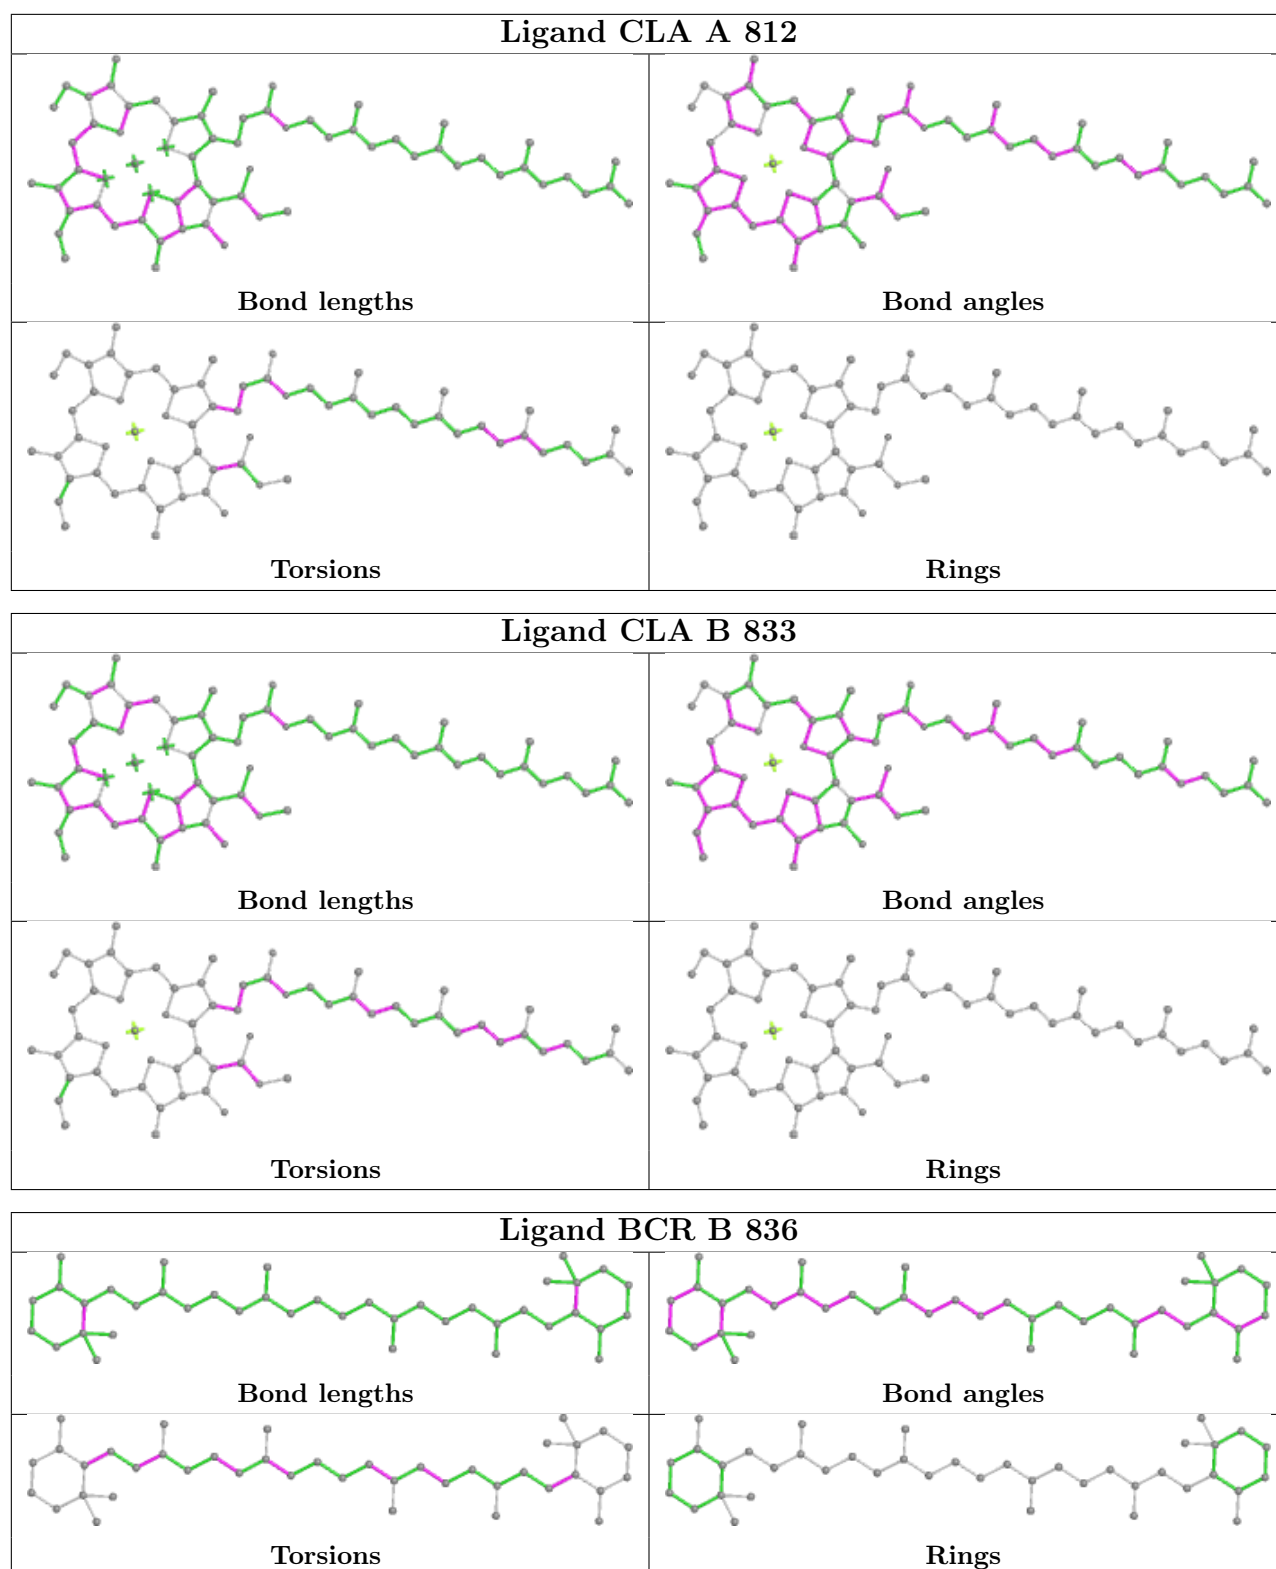 Ligand CLA A 812
Bond lengths
Bond angles
Torsions
Rings
Ligand CLA B 833
Bond lengths
Bond angles
Torsions
Rings
Ligand BCR B 836
Bond lengths
Bond angles
Torsions
Rings